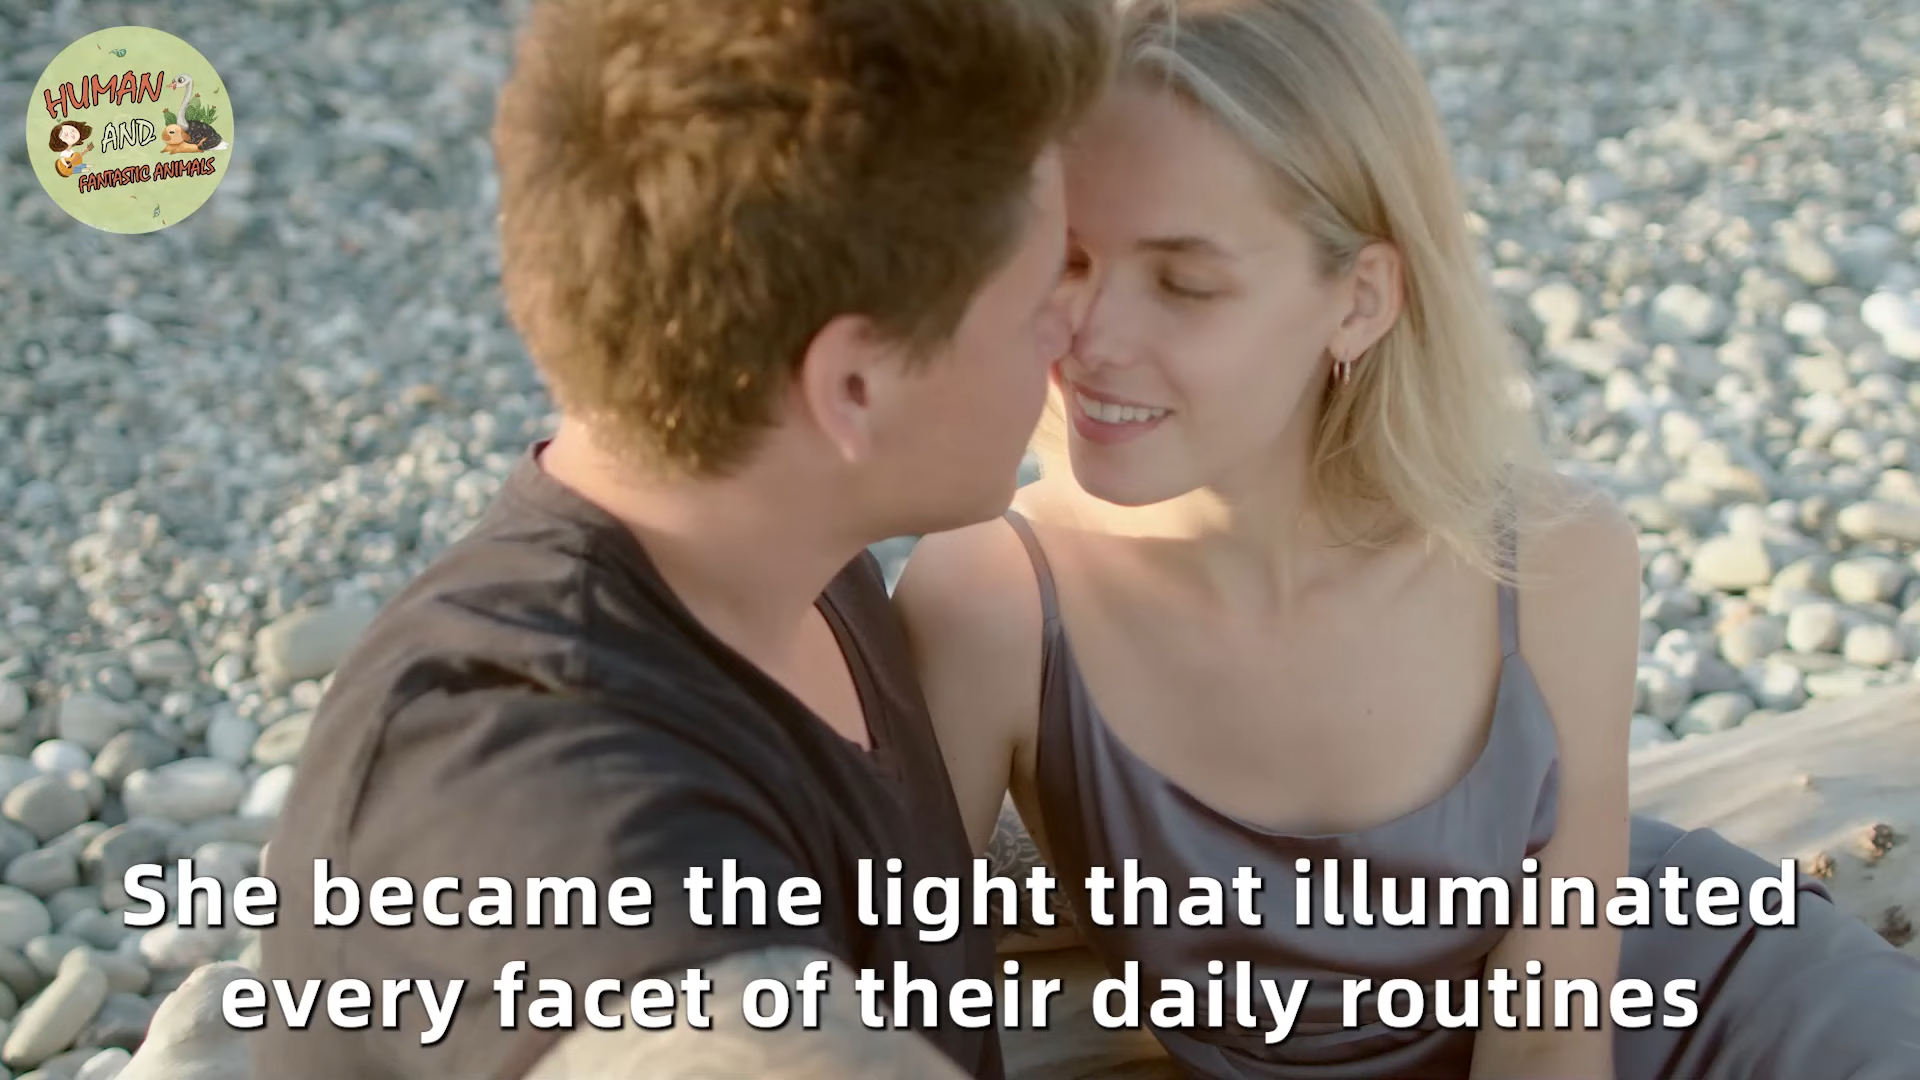 HUMAN
AND
FANTASTIC ANIMALS
She became the light that illuminated
every facet of their daily routines